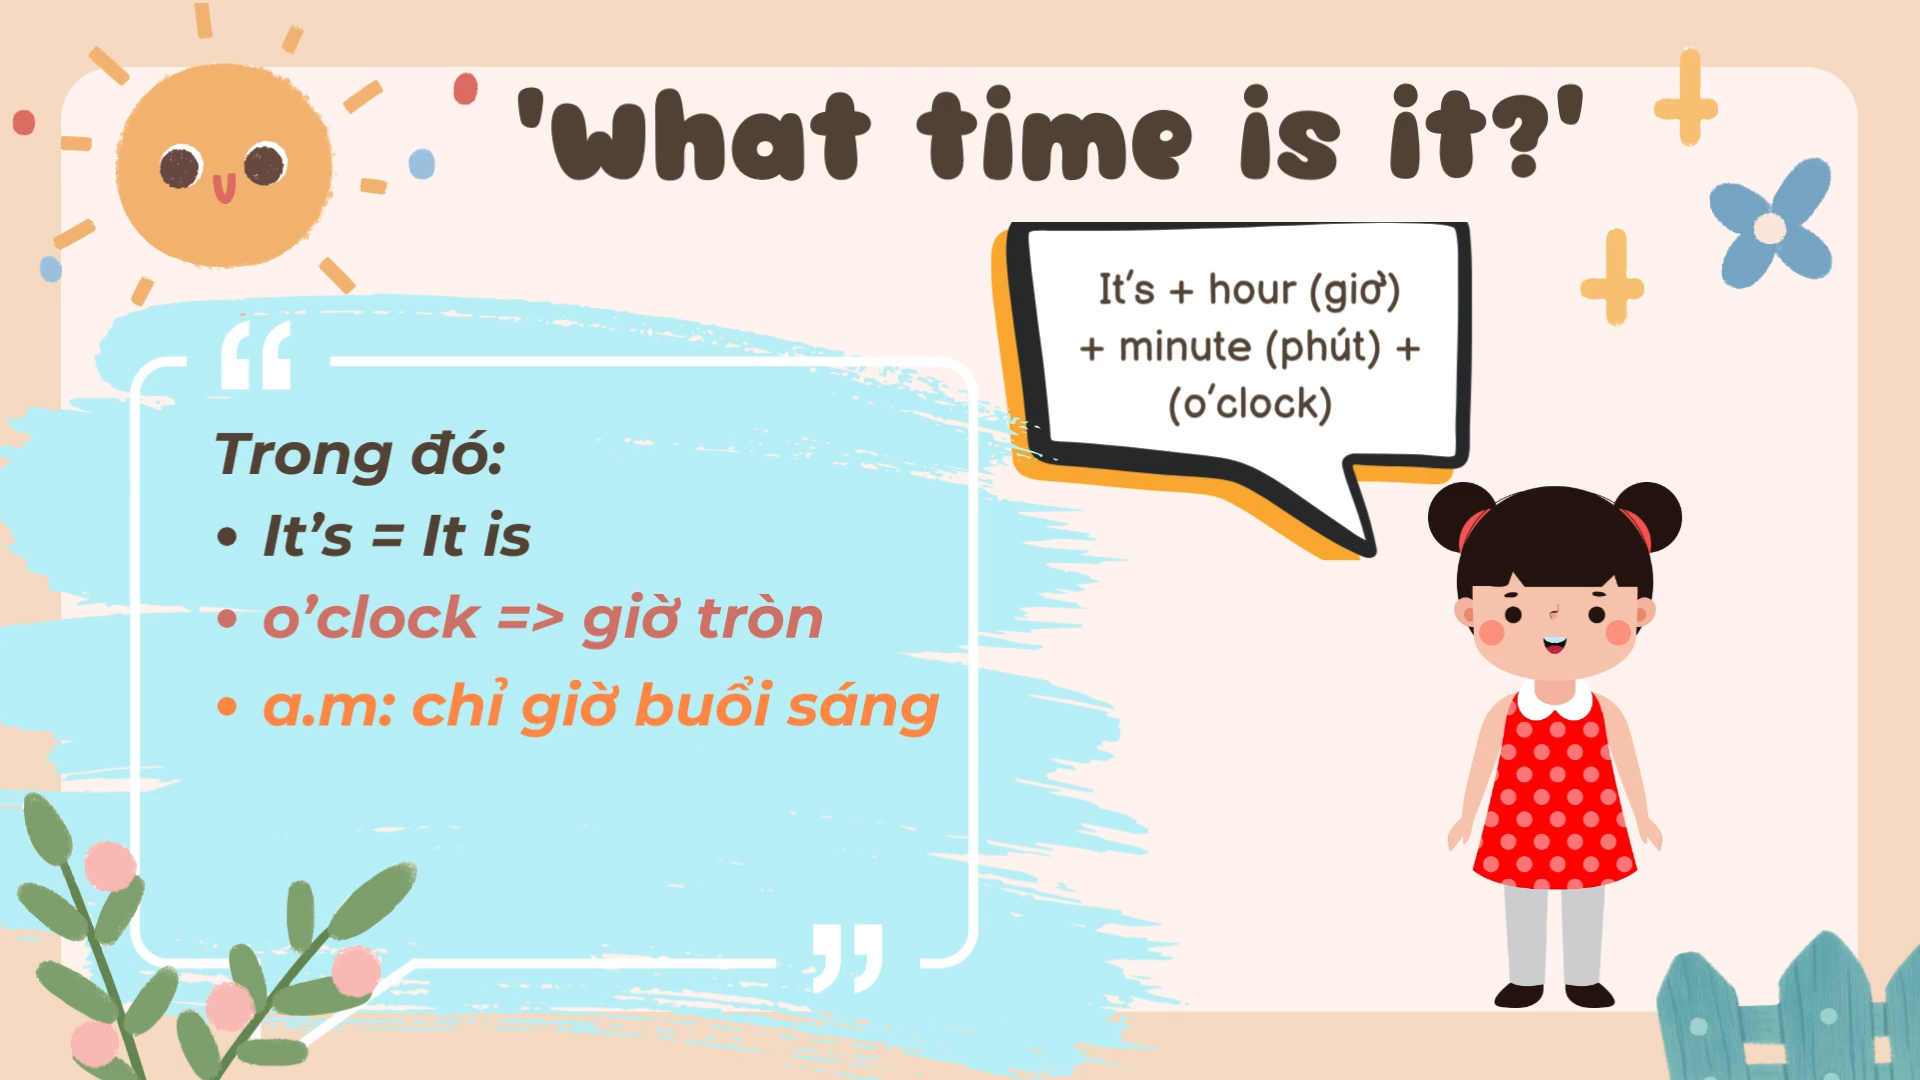 'What time is it?'
It's + hour (giờ)
+ minute (phút) +
(o'clock)
Trong đó:
• It’s = It is
• o’clock => giờ tròn
• a.m: chỉ giờ buổi sáng